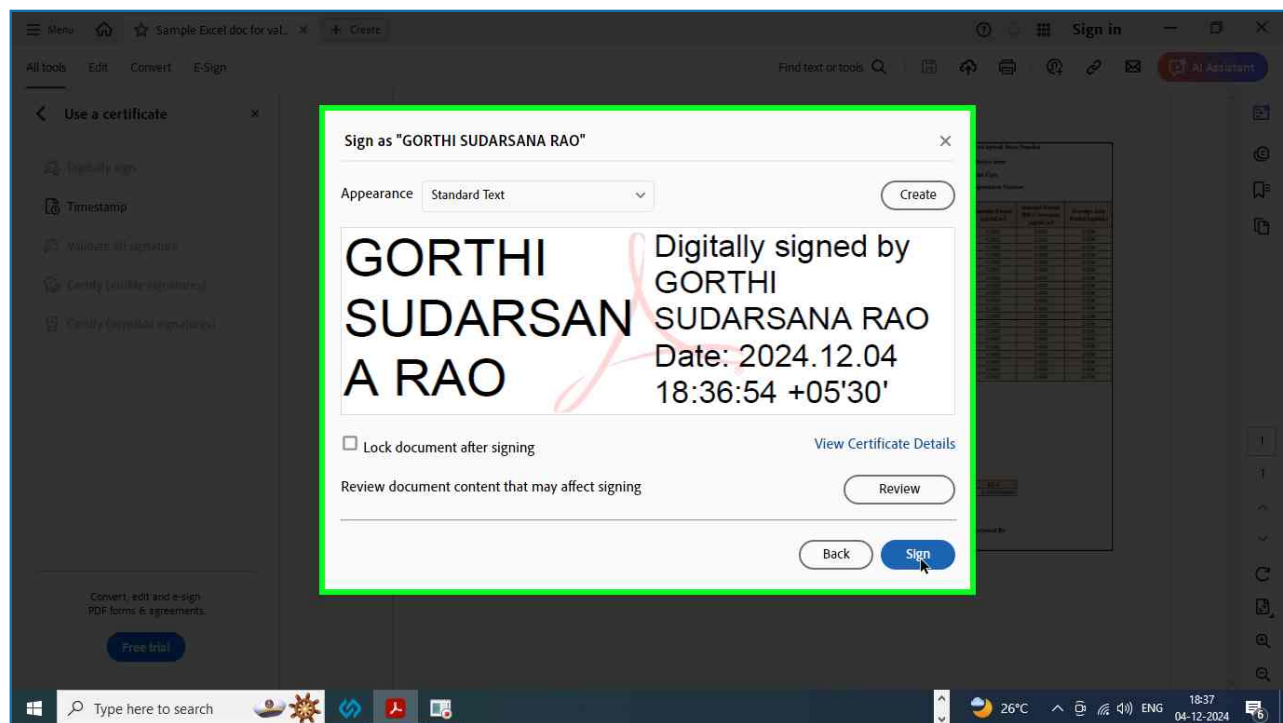 Menu
Sample Excel doc for val...
Create
Sign in
All tools
Edit
Convert
E-Sign
Find text or tools
AI Assistant
Use a certificate
Digitally sign
Timestamp
Validate all signatures
Certify (visible signatures)
Certify (invisible signatures)
Sign as "GORTHI SUDARSANA RAO"
Appearance
Standard Text
Create
GORTHI
SUDARSAN
A RAO
Digitally signed by
GORTHI
SUDARSANA RAO
Date: 2024.12.04
18:36:54 +05'30'
Lock document after signing
View Certificate Details
Review document content that may affect signing
Review
Back
Sign
1
1
Convert, edit and e-sign
PDF forms & agreements.
Free trial
Type here to search
26°C
ENG
18:37
04-12-2024
6